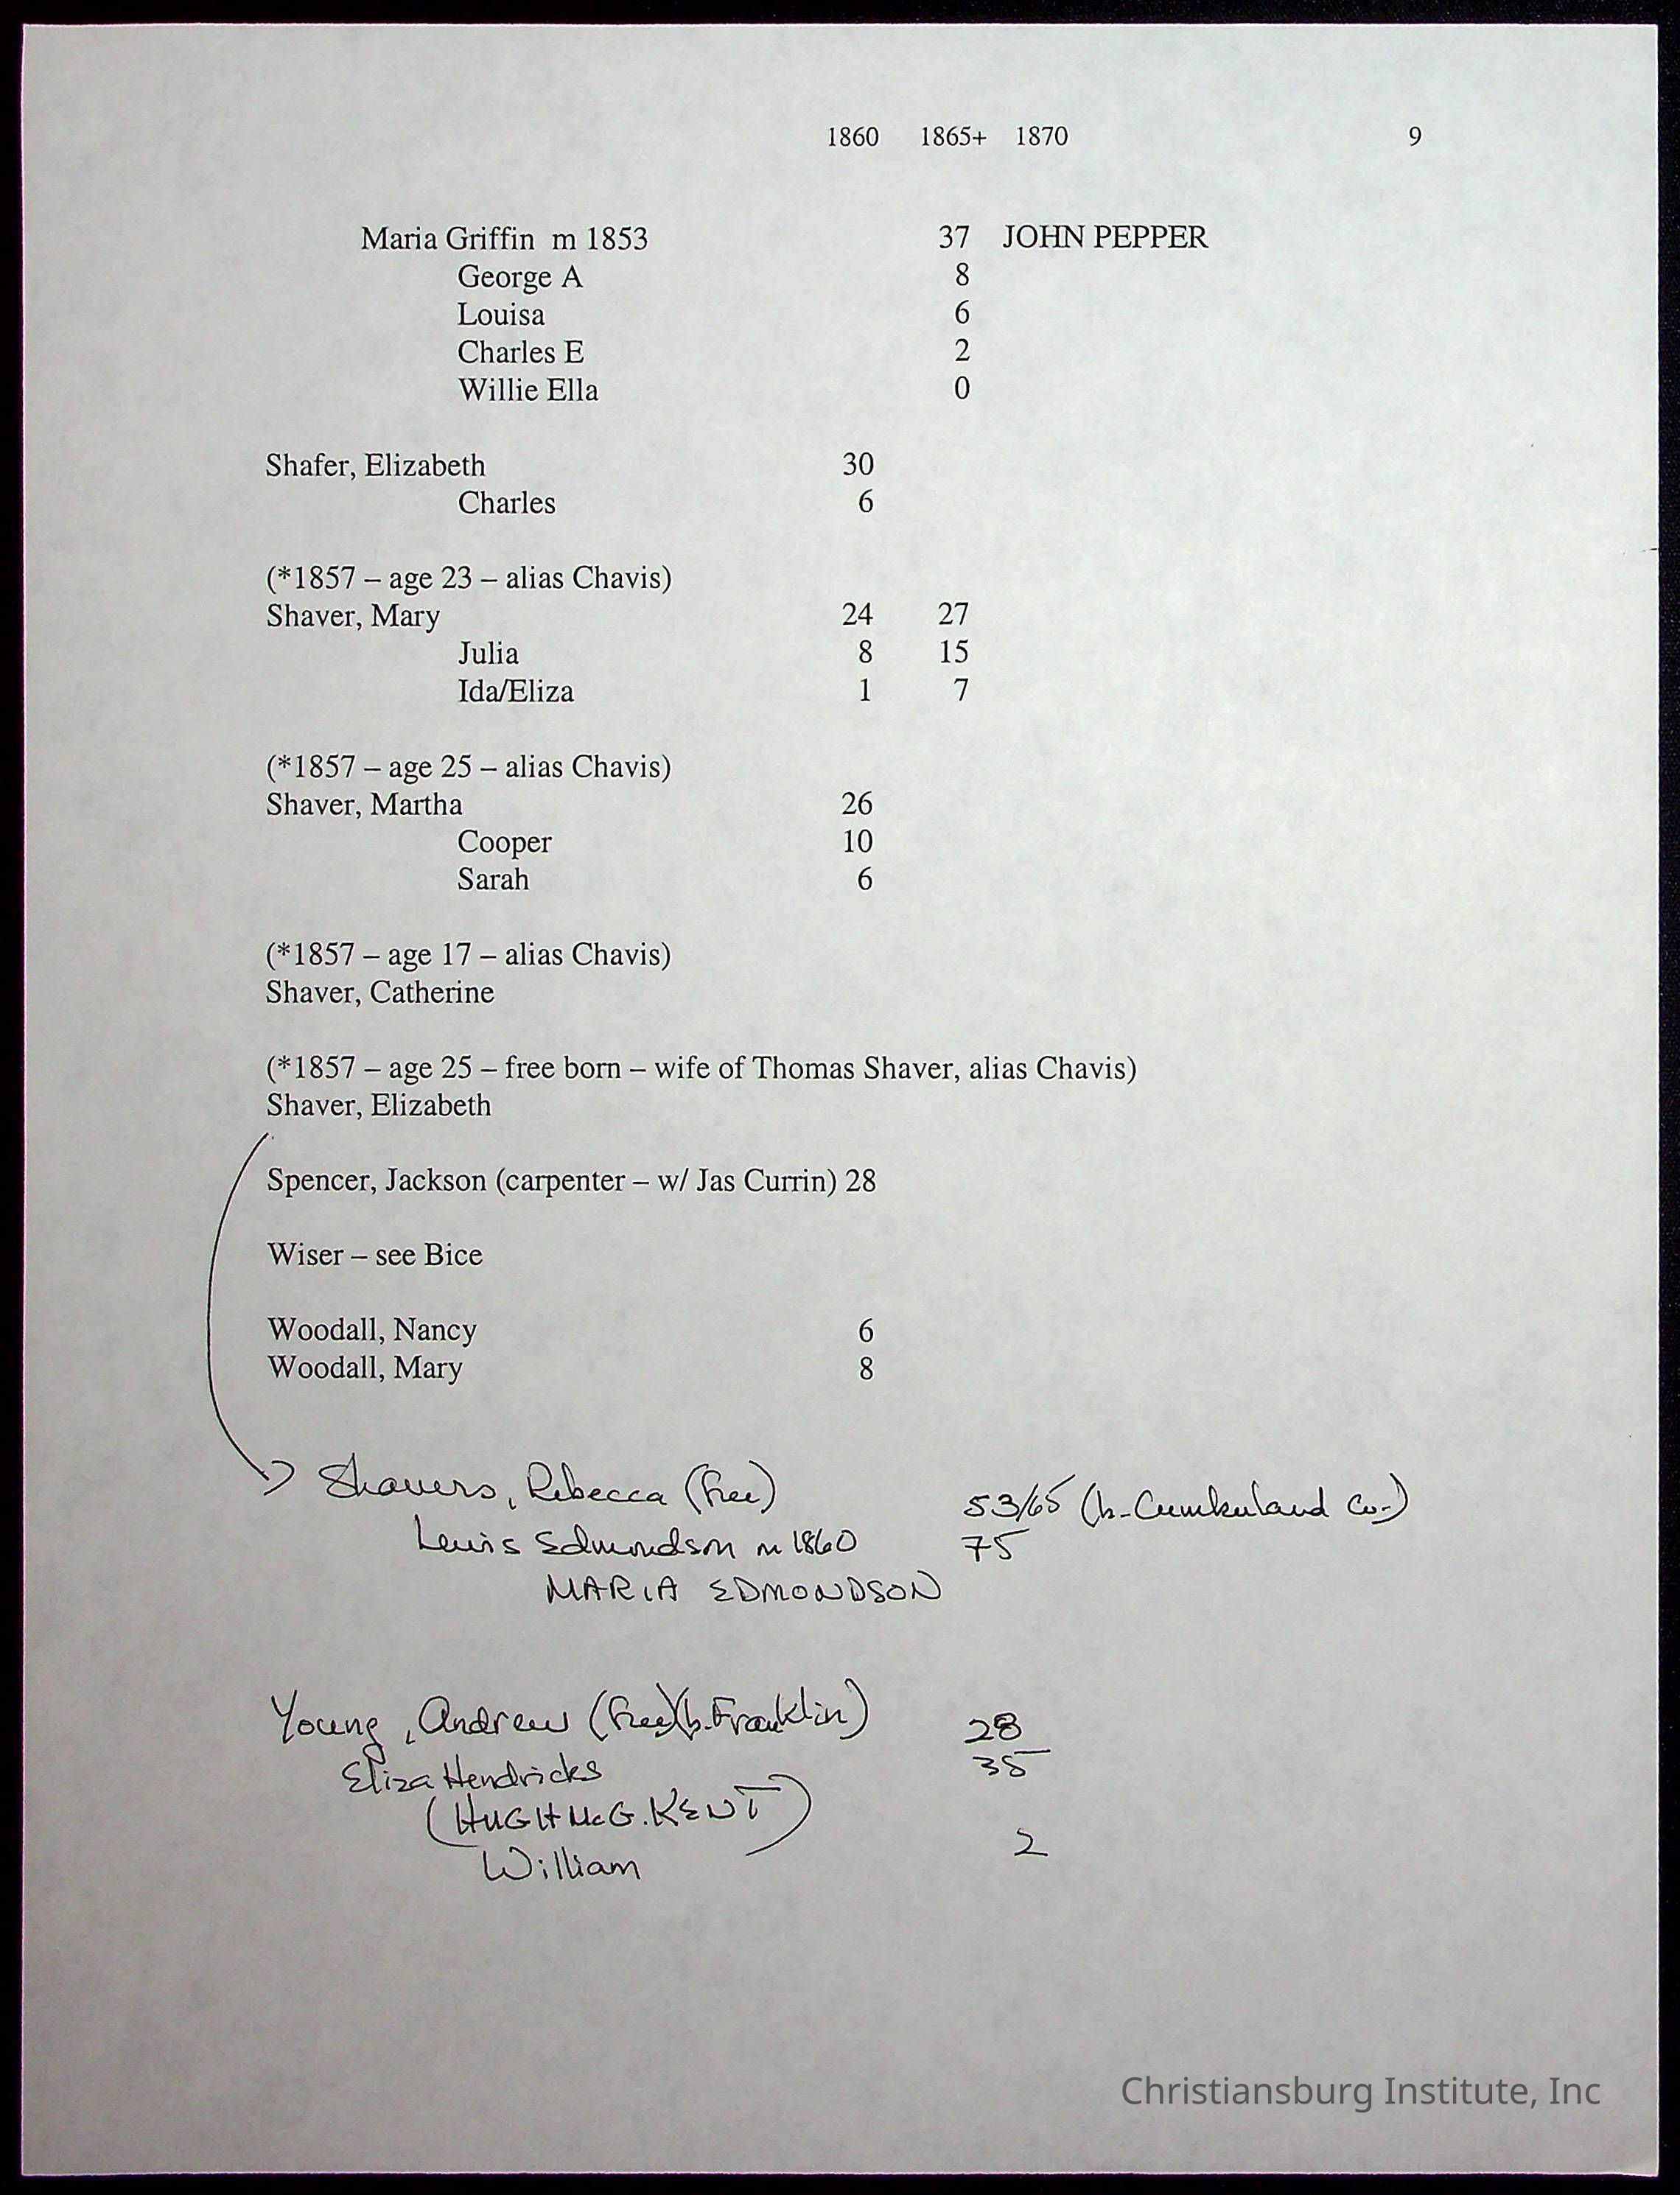 1860 1865+ 1870 9
Maria Griffin m 1853 37 JOHN PEPPER
George A 8
Louisa 6
Charles E 2
Willie Ella 0
Shafer, Elizabeth 30
Charles 6
(*1857 – age 23 – alias Chavis)
Shaver, Mary 24 27
Julia 8 15
Ida/Eliza 1 7
(*1857 – age 25 – alias Chavis)
Shaver, Martha 26
Cooper 10
Sarah 6
(*1857 – age 17 – alias Chavis)
Shaver, Catherine
(*1857 – age 25 – free born – wife of Thomas Shaver, alias Chavis)
Shaver, Elizabeth
Spencer, Jackson (carpenter – w/ Jas Currin) 28
Wiser – see Bice
Woodall, Nancy 6
Woodall, Mary 8
Shavers, Rebecca (free) 53/65 (b. Cumberland Co.)
Lewis Edmundson m 1860 75
MARIA EDMONDSON
Young, Andrew (free)(b. Franklin) 28
Eliza Hendricks 35
(HUGH McG. KENT)
William 2
Christiansburg Institute, Inc